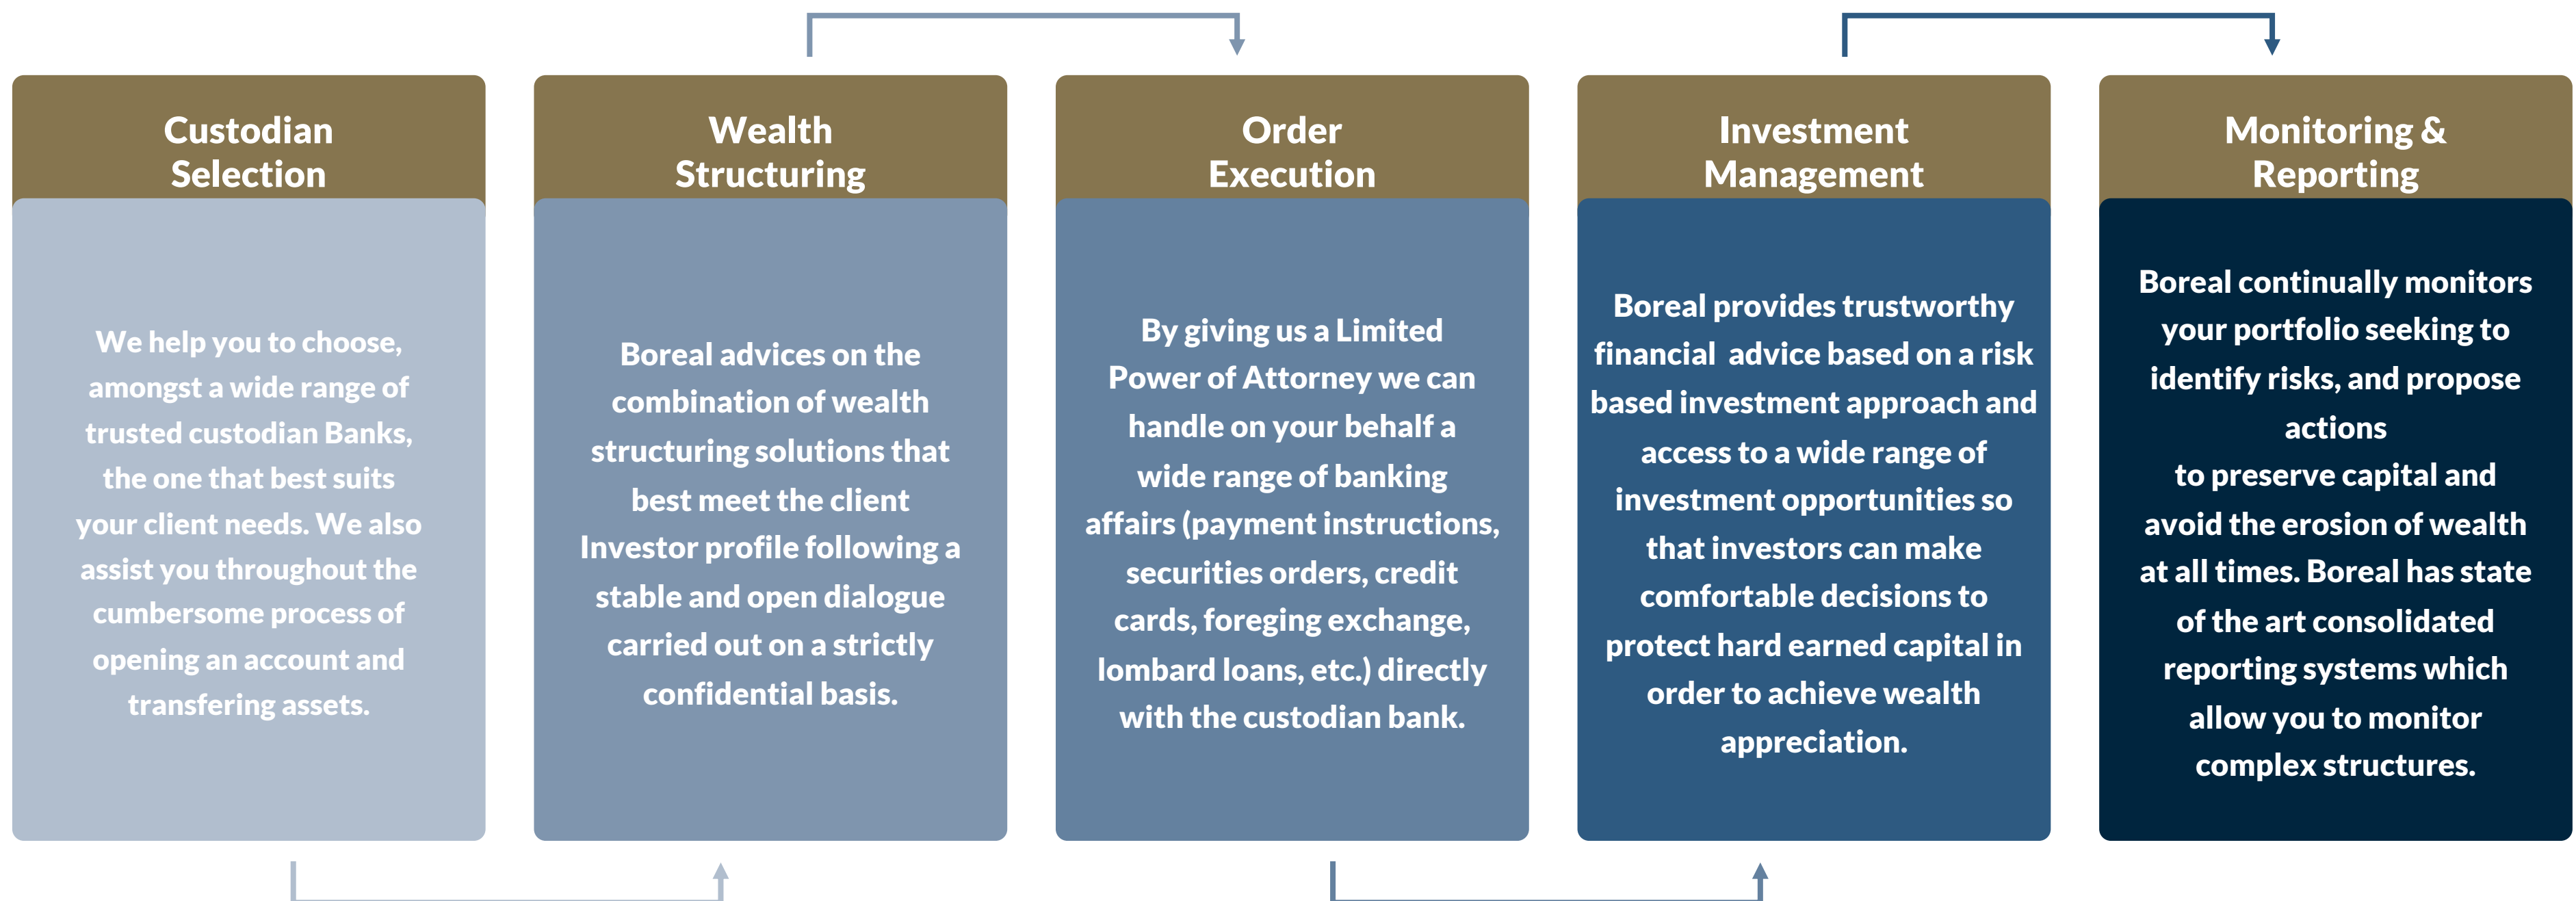 Custodian
Selection
We help you to choose,
amongst a wide range of
trusted custodian Banks,
the one that best suits
your client needs. We also
assist you throughout the
cumbersome process of
opening an account and
transfering assets.
Wealth
Structuring
Boreal advices on the
combination of wealth
structuring solutions that
best meet the client
Investor profile following a
stable and open dialogue
carried out on a strictly
confidential basis.
Order
Execution
By giving us a Limited
Power of Attorney we can
handle on your behalf a
wide range of banking
affairs (payment instructions,
securities orders, credit
cards, foreging exchange,
lombard loans, etc.) directly
with the custodian bank.
Investment
Management
Boreal provides trustworthy
financial advice based on a risk
based investment approach and
access to a wide range of
investment opportunities so
that investors can make
comfortable decisions to
protect hard earned capital in
order to achieve wealth
appreciation.
Monitoring &
Reporting
Boreal continually monitors
your portfolio seeking to
identify risks, and propose
actions
to preserve capital and
avoid the erosion of wealth
at all times. Boreal has state
of the art consolidated
reporting systems which
allow you to monitor
complex structures.